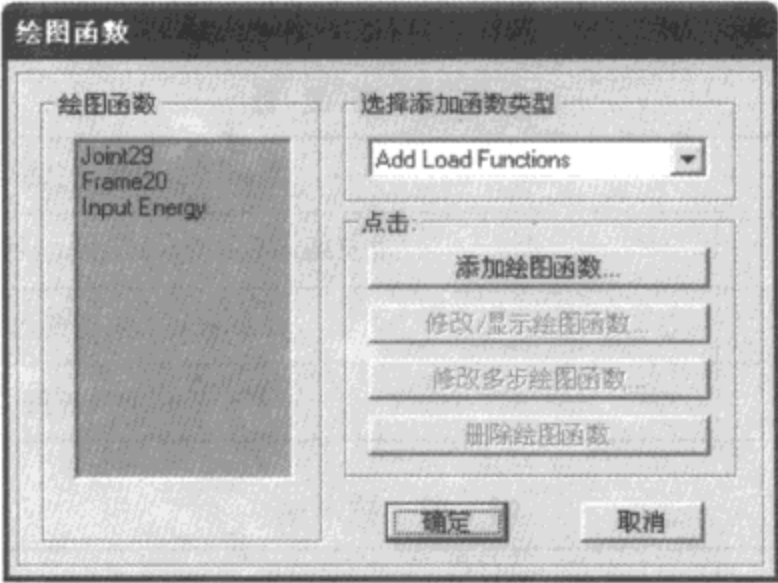 绘图函数
绘图函数
Joint29
Frame20
Input Energy
选择添加函数类型
Add Load Functions
点击:
添加绘图函数...
修改/显示绘图函数...
修改多步绘图函数...
删除绘图函数
确定
取消